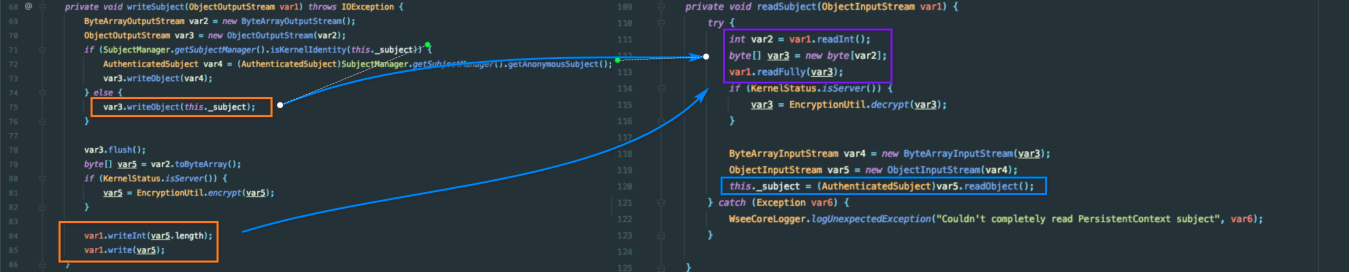 68 @ private void writeSubject(ObjectOutputStream var1) throws IOException {
69 ByteArrayOutputStream var2 = new ByteArrayOutputStream();
70 ObjectOutputStream var3 = new ObjectOutputStream(var2);
71 if (SubjectManager.getSubjectManager().isKernelIdentity(this._subject)) {
72 AuthenticatedSubject var4 = (AuthenticatedSubject)SubjectManager.getSubjectManager().getAnonymousSubject();
73 var3.writeObject(var4);
74 } else {
75 var3.writeObject(this._subject);
76 }
77
78 var3.flush();
79 byte[] var5 = var2.toByteArray();
80 if (KernelStatus.isServer()) {
81 var5 = EncryptionUtil.encrypt(var5);
82 }
83
84 var1.writeInt(var5.length);
85 var1.write(var5);
86 }
109 private void readSubject(ObjectInputStream var1) {
110 try {
111 int var2 = var1.readInt();
112 byte[] var3 = new byte[var2];
113 var1.readFully(var3);
114 if (KernelStatus.isServer()) {
115 var3 = EncryptionUtil.decrypt(var3);
116 }
117
118 ByteArrayInputStream var4 = new ByteArrayInputStream(var3);
119 ObjectInputStream var5 = new ObjectInputStream(var4);
120 this._subject = (AuthenticatedSubject)var5.readObject();
121 } catch (Exception var6) {
122 WseeCoreLogger.logUnexpectedException("Couldn't completely read PersistentContext subject", var6);
123 }
124
125 }